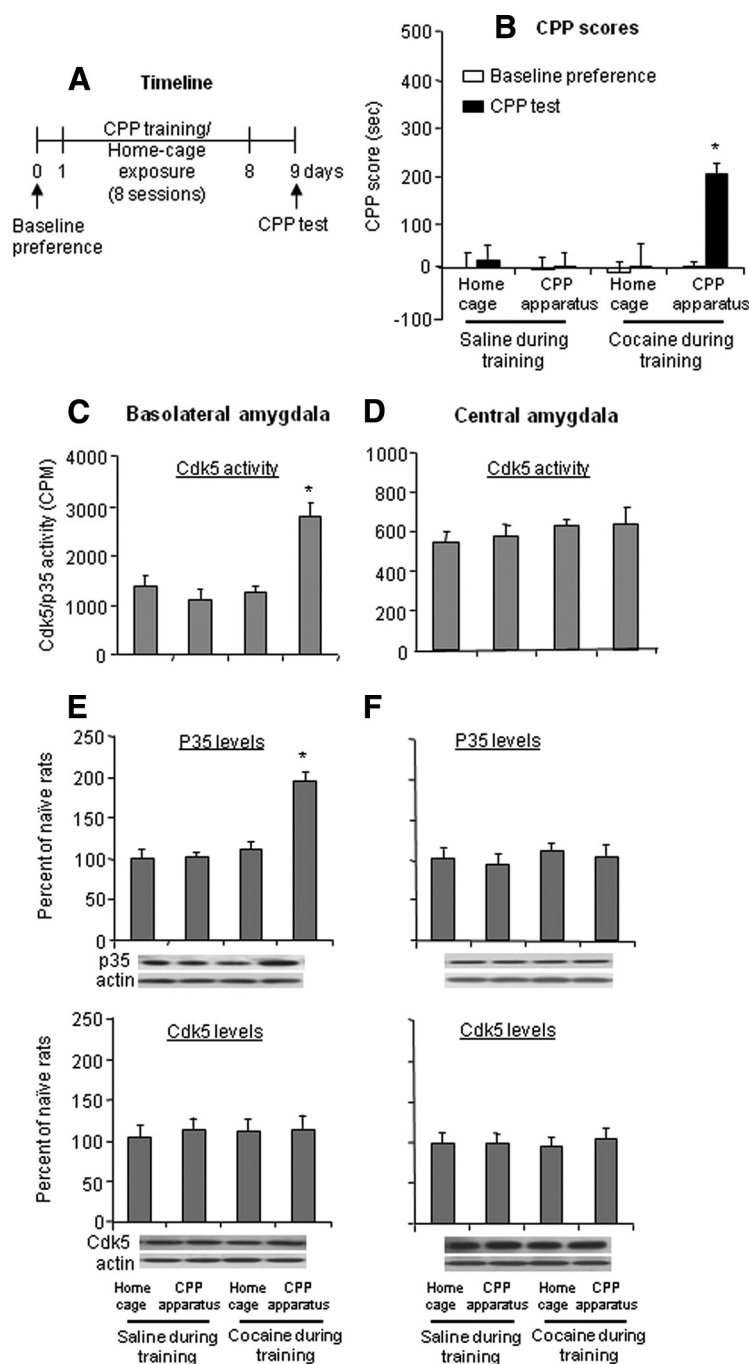 A Timeline
CPP training/
Home-cage
exposure
(8 sessions)
0 1 8 9 days
Baseline
preference
CPP test
B CPP scores
CPP score (sec)
500
400
300
200
100
0
-100
Baseline preference
CPP test
*
Home
cage
CPP
apparatus
Home
cage
CPP
apparatus
Saline during
training
Cocaine during
training
C Basolateral amygdala
Cdk5 activity
Cdk5/p35 activity (CPM)
4000
3000
2000
1000
0
*
D Central amygdala
Cdk5 activity
1000
800
600
400
200
0
E
P35 levels
Percent of naïve rats
250
200
150
100
50
0
*
p35
actin
F
P35 levels
Cdk5 levels
Percent of naïve rats
250
200
150
100
50
0
Cdk5
actin
Home
cage
CPP
apparatus
Home
cage
CPP
apparatus
Saline during
training
Cocaine during
training
Cdk5 levels
Home
cage
CPP
apparatus
Home
cage
CPP
apparatus
Saline during
training
Cocaine during
training